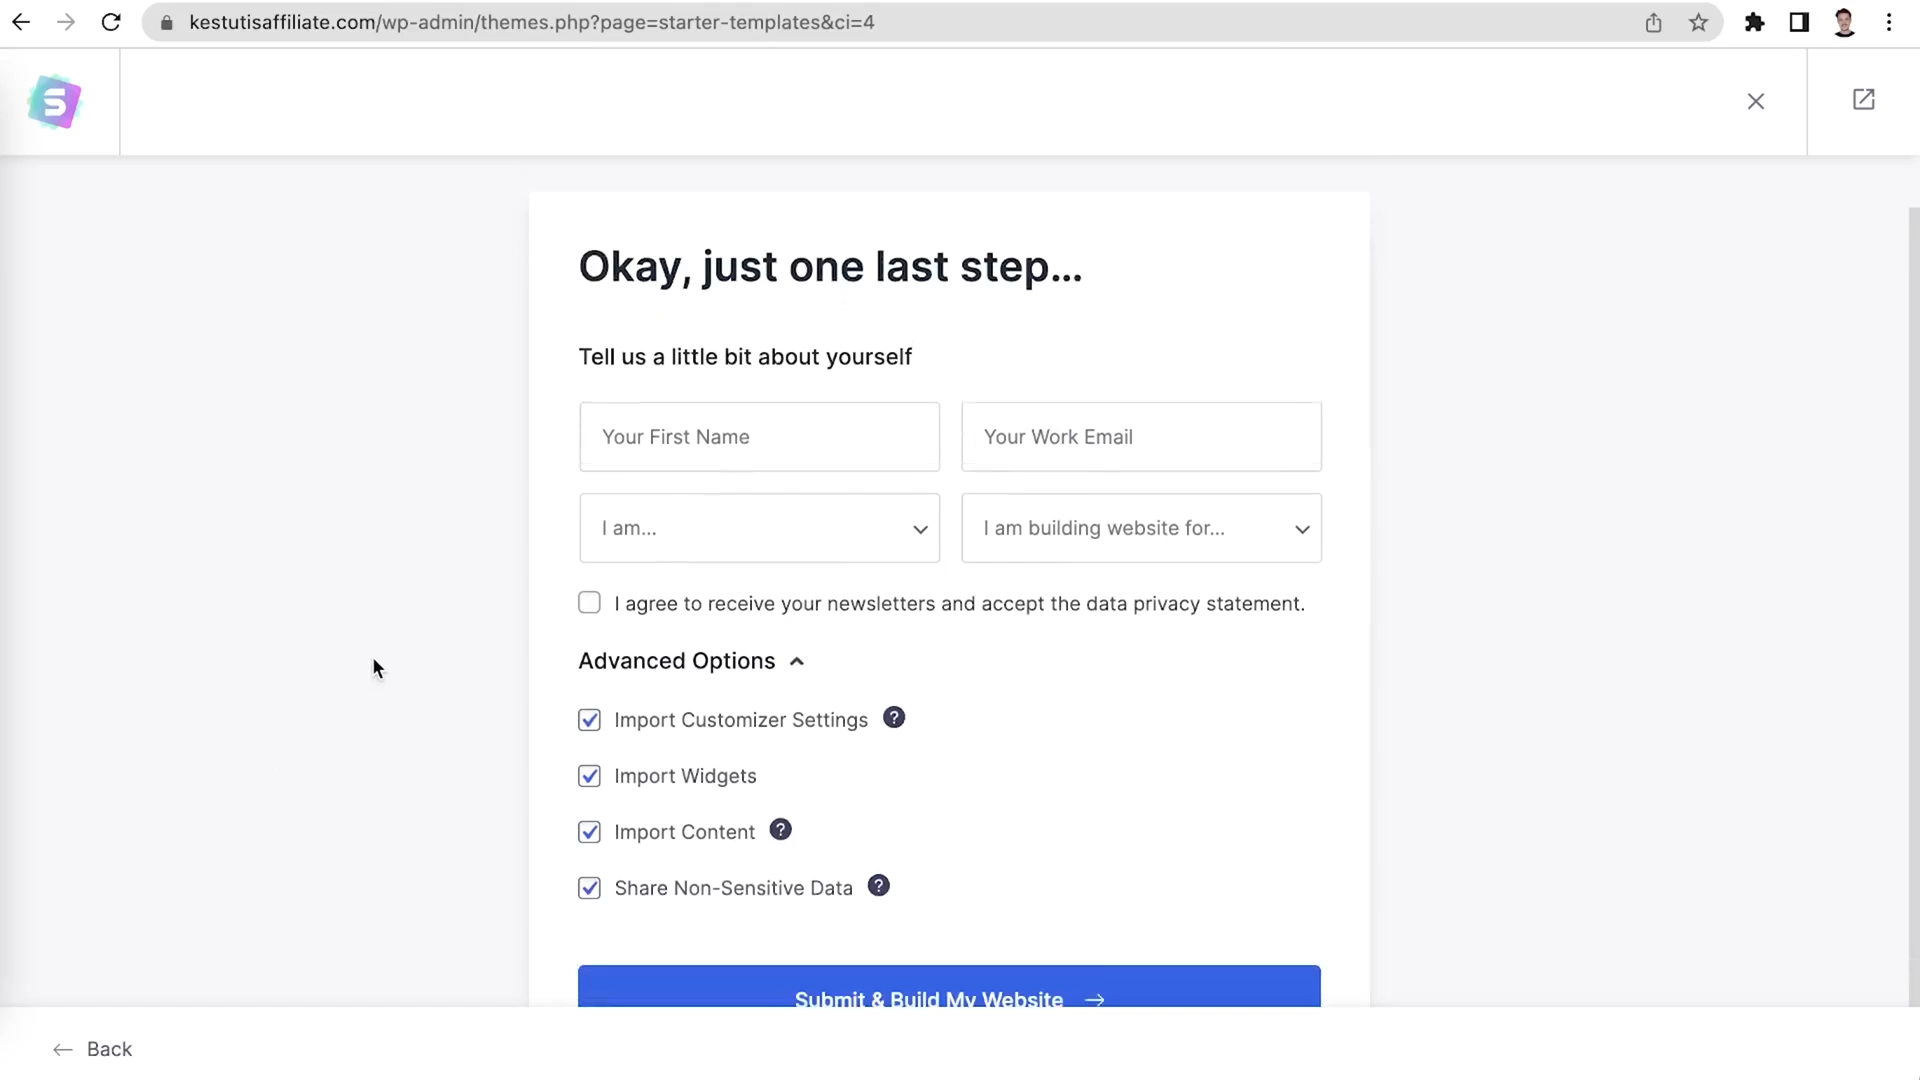 kestutisaffiliate.com/wp-admin/themes.php?page=starter-templates&ci=4
S
Okay, just one last step...
Tell us a little bit about yourself
Your First Name
Your Work Email
I am...
I am building website for...
I agree to receive your newsletters and accept the data privacy statement.
Advanced Options
Import Customizer Settings ?
Import Widgets
Import Content ?
Share Non-Sensitive Data ?
Submit & Build My Website →
← Back